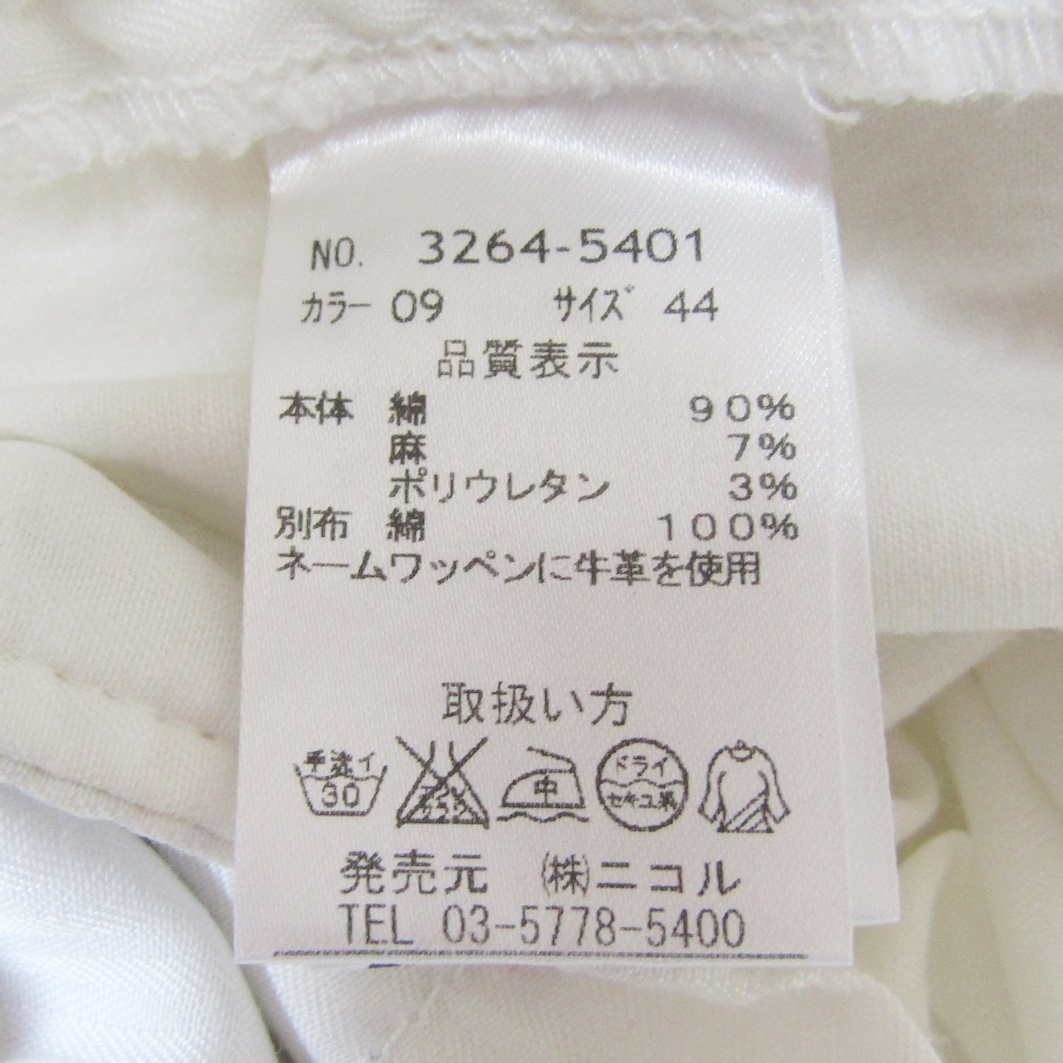 NO. 3264-5401
カラー 09 サイズ 44
品質表示
本体 綿 90%
麻 7%
ポリウレタン 3%
別布 綿 100%
ネームワッペンに牛革を使用
取扱い方
手洗イ 30 中 ドライ セキユ系
発売元 ㈱ニコル
TEL 03-5778-5400